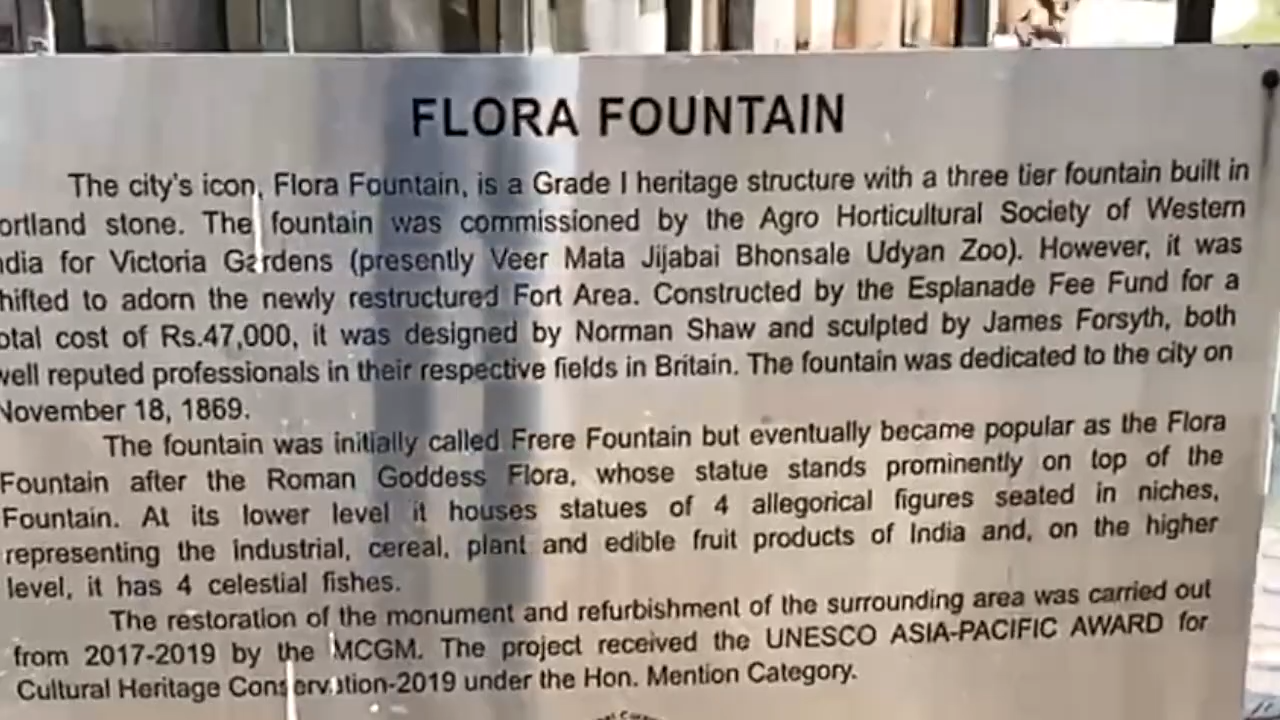 FLORA FOUNTAIN
The city's icon, Flora Fountain, is a Grade I heritage structure with a three tier fountain built in
ortland stone. The fountain was commissioned by the Agro Horticultural Society of Western
ndia for Victoria Gardens (presently Veer Mata Jijabai Bhonsale Udyan Zoo). However, it was
hifted to adorn the newly restructured Fort Area. Constructed by the Esplanade Fee Fund for a
otal cost of Rs.47,000, it was designed by Norman Shaw and sculpted by James Forsyth, both
well reputed professionals in their respective fields in Britain. The fountain was dedicated to the city on
November 18, 1869.
The fountain was initially called Frere Fountain but eventually became popular as the Flora
Fountain after the Roman Goddess Flora, whose statue stands prominently on top of the
Fountain. At its lower level it houses statues of 4 allegorical figures seated in niches,
representing the industrial, cereal, plant and edible fruit products of India and, on the higher
level, it has 4 celestial fishes.
The restoration of the monument and refurbishment of the surrounding area was carried out
from 2017-2019 by the MCGM. The project received the UNESCO ASIA-PACIFIC AWARD for
Cultural Heritage Conservation-2019 under the Hon. Mention Category.